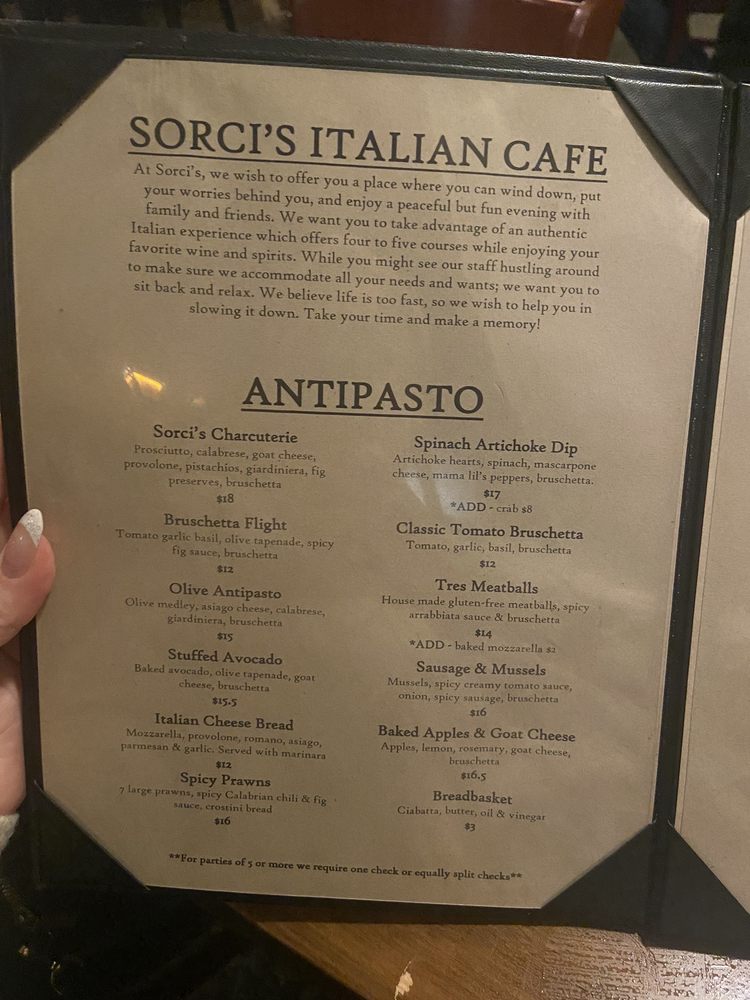 SORCI'S ITALIAN CAFE
At Sorci's, we wish to offer you a place where you can wind down, put
your worries behind you, and enjoy a peaceful but fun evening with
family and friends. We want you to take advantage of an authentic
Italian experience which offers four to five courses while enjoying your
favorite wine and spirits. While you might see our staff hustling around
to make sure we accommodate all your needs and wants; we want you to
sit back and relax. We believe life is too fast, so we wish to help you in
slowing it down. Take your time and make a memory!
ANTIPASTO
Sorci's Charcuterie
Prosciutto, calabrese, goat cheese,
provolone, pistachios, giardiniera, fig
preserves, bruschetta
$18
Bruschetta Flight
Tomato garlic basil, olive tapenade, spicy
fig sauce, bruschetta
$12
Olive Antipasto
Olive medley, asiago cheese, calabrese,
giardiniera, bruschetta
$15
Stuffed Avocado
Baked avocado, olive tapenade, goat
cheese, bruschetta
$15.5
Italian Cheese Bread
Mozzarella, provolone, romano, asiago,
parmesan & garlic. Served with marinara
$12
Spicy Prawns
7 large prawns, spicy Calabrian chili & fig
sauce, crostini bread
$16
Spinach Artichoke Dip
Artichoke hearts, spinach, mascarpone
cheese, mama lil's peppers, bruschetta.
$17
*ADD - crab $8
Classic Tomato Bruschetta
Tomato, garlic, basil, bruschetta
$12
Tres Meatballs
House made gluten-free meatballs, spicy
arrabbiata sauce & bruschetta
$14
*ADD - baked mozzarella $2
Sausage & Mussels
Mussels, spicy creamy tomato sauce,
onion, spicy sausage, bruschetta
$16
Baked Apples & Goat Cheese
Apples, lemon, rosemary, goat cheese,
bruschetta
$16.5
Breadbasket
Ciabatta, butter, oil & vinegar
$3
**For parties of 5 or more we require one check or equally split checks**